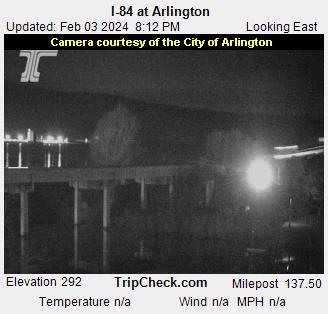 I-84 at Arlington
Updated: Feb 03 2024 8:12 PM Looking East
Camera courtesy of the City of Arlington
Elevation 292 TripCheck.com Milepost 137.50
Temperature n/a Wind n/a MPH n/a